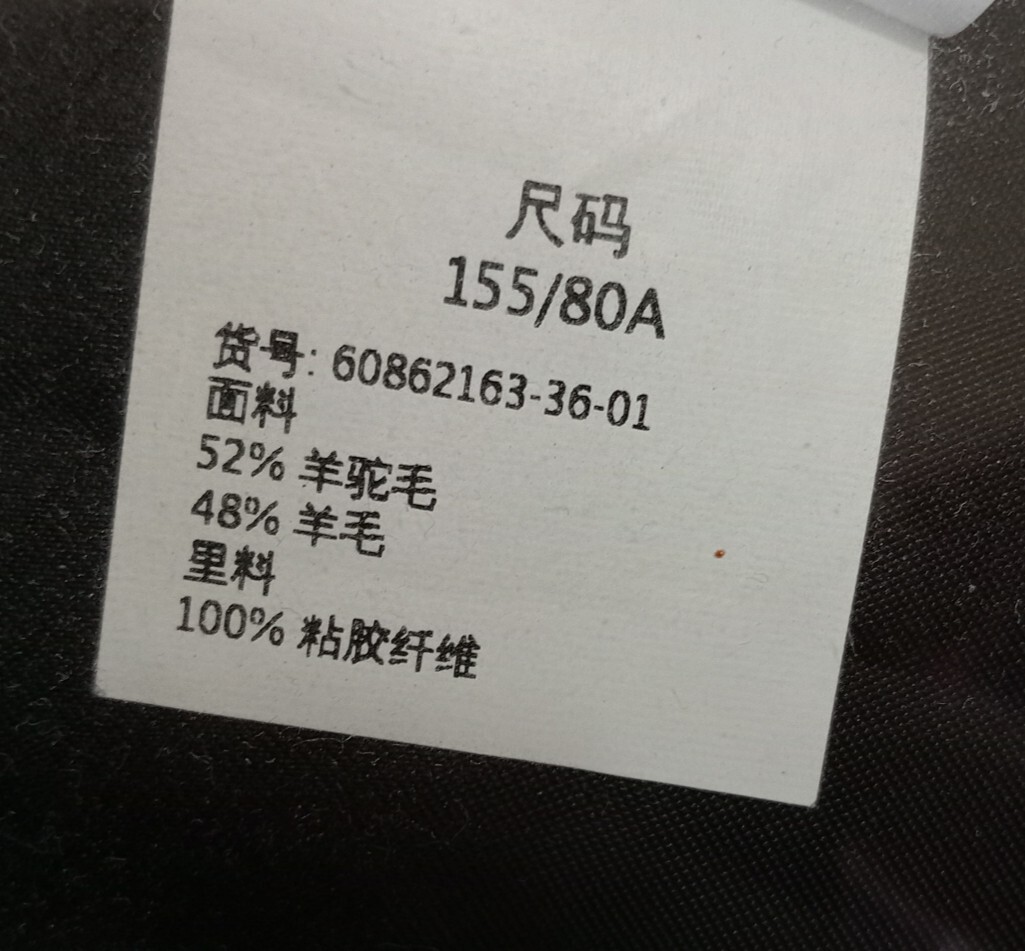 尺码
155/80A
货号: 60862163-36-01
面料
52% 羊驼毛
48% 羊毛
里料
100% 粘胶纤维